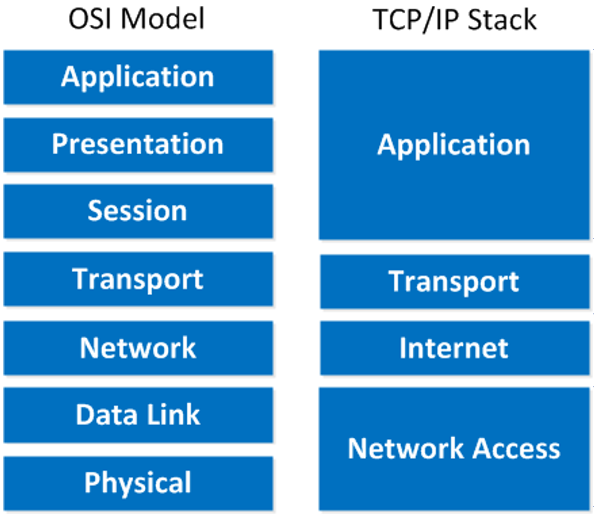 OSI Model
Application
Presentation
Session
Transport
Network
Data Link
Physical
TCP/IP Stack
Application
Transport
Internet
Network Access